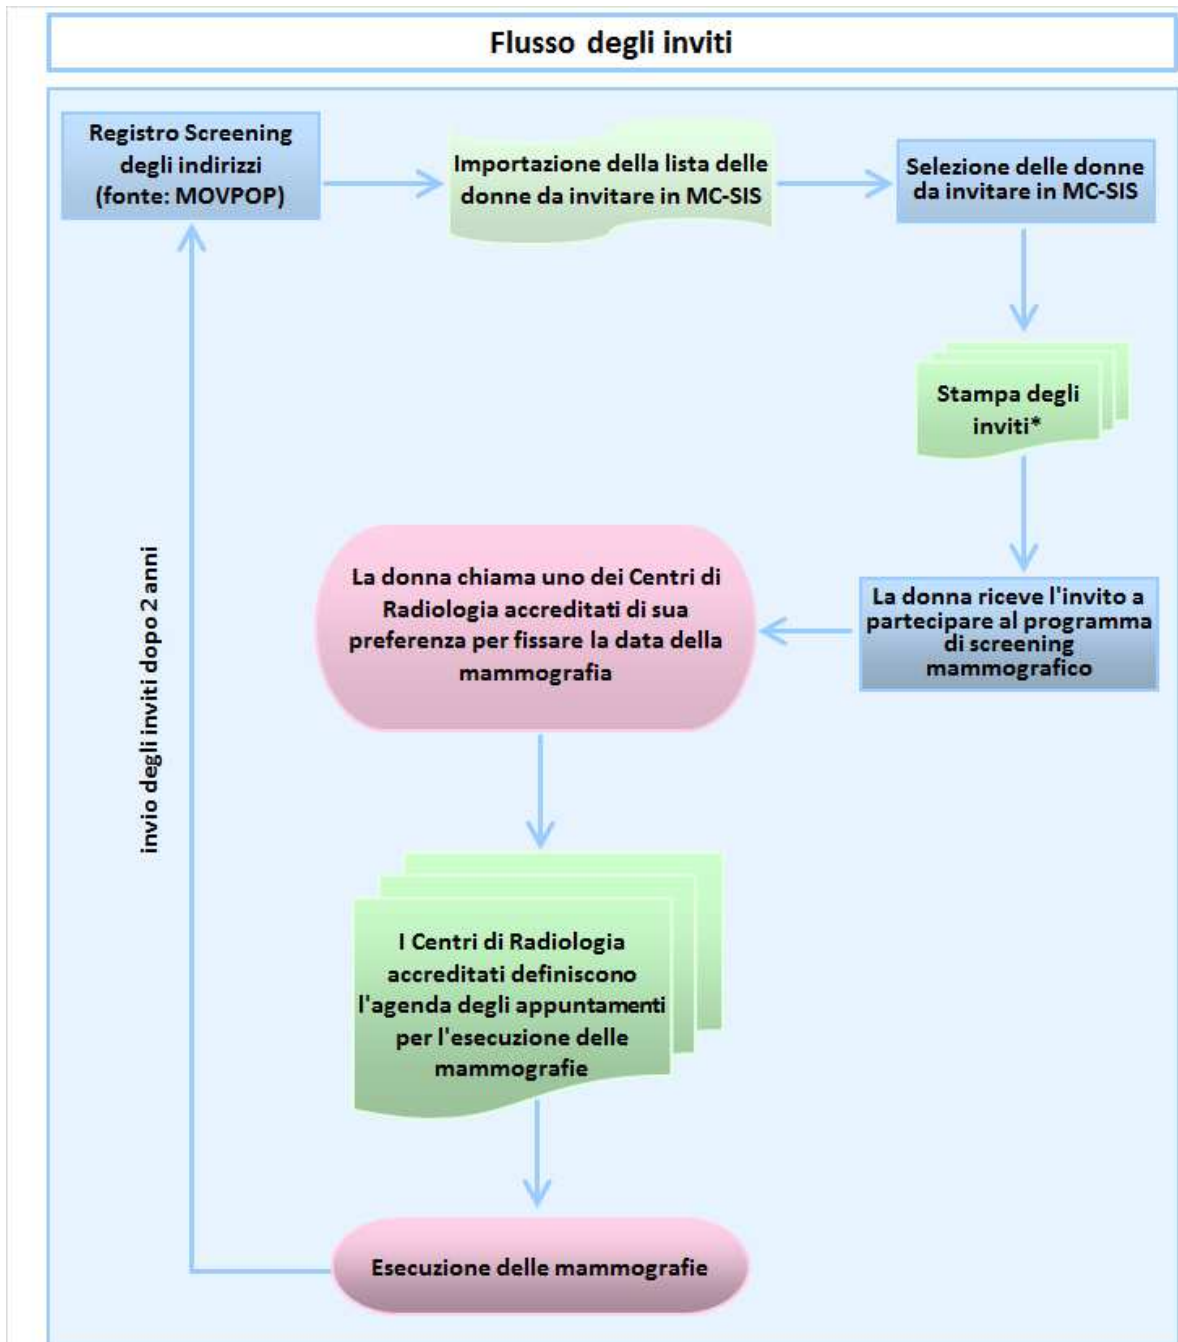 Flusso degli inviti
Registro Screening
degli indirizzi
(fonte: MOVPOP)
Importazione della lista delle
donne da invitare in MC-SIS
Selezione delle donne
da invitare in MC-SIS
Stampa degli
inviti*
La donna riceve l'invito a
partecipare al programma
di screening
mammografico
La donna chiama uno dei Centri di
Radiologia accreditati di sua
preferenza per fissare la data della
mammografia
I Centri di Radiologia
accreditati definiscono
l'agenda degli appuntamenti
per l'esecuzione delle
mammografie
Esecuzione delle mammografie
invio degli inviti dopo 2 anni